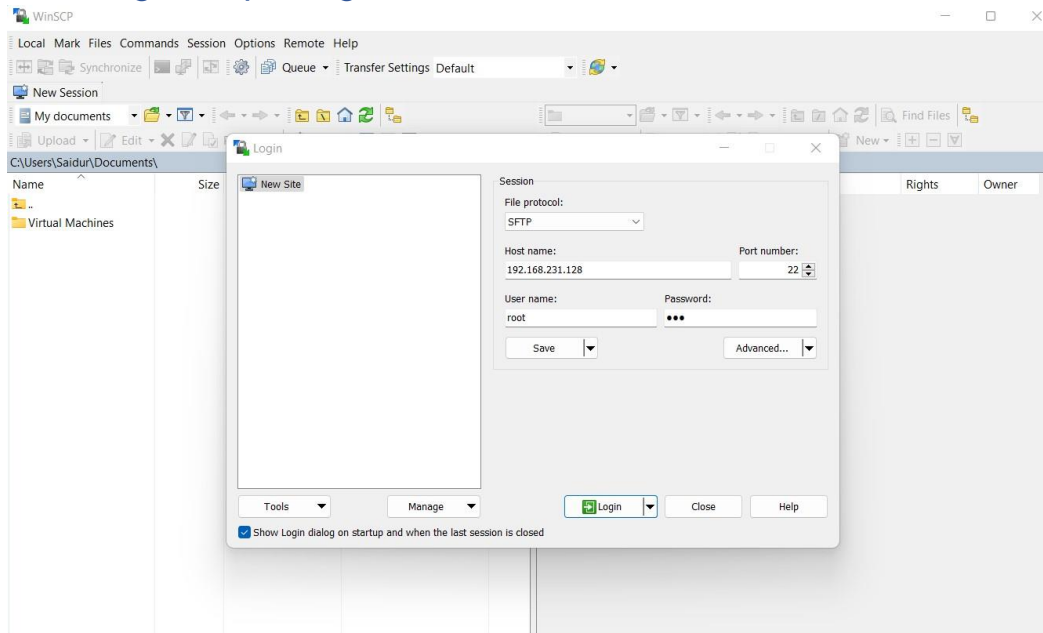 WinSCP
Local Mark Files Commands Session Options Remote Help
Synchronize Queue Transfer Settings Default
New Session
My documents Find Files
Upload Edit New
C:\Users\Saidur\Documents\
Name Size Rights Owner
..
Virtual Machines
Login
New Site
Session
File protocol:
SFTP
Host name: Port number:
192.168.231.128 22
User name: Password:
root •••
Save Advanced...
Tools Manage Login Close Help
Show Login dialog on startup and when the last session is closed